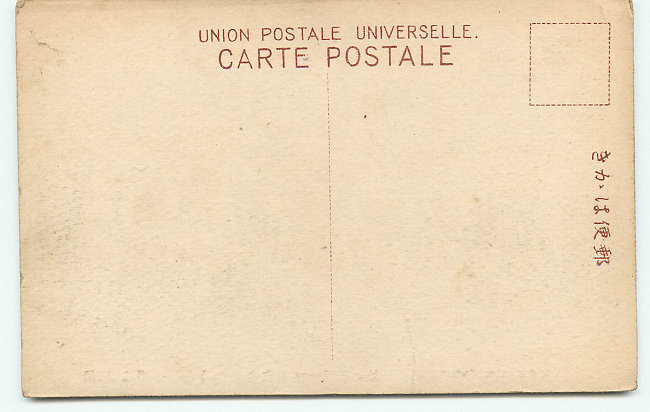 UNION POSTALE UNIVERSELLE.
CARTE POSTALE
郵便はかき